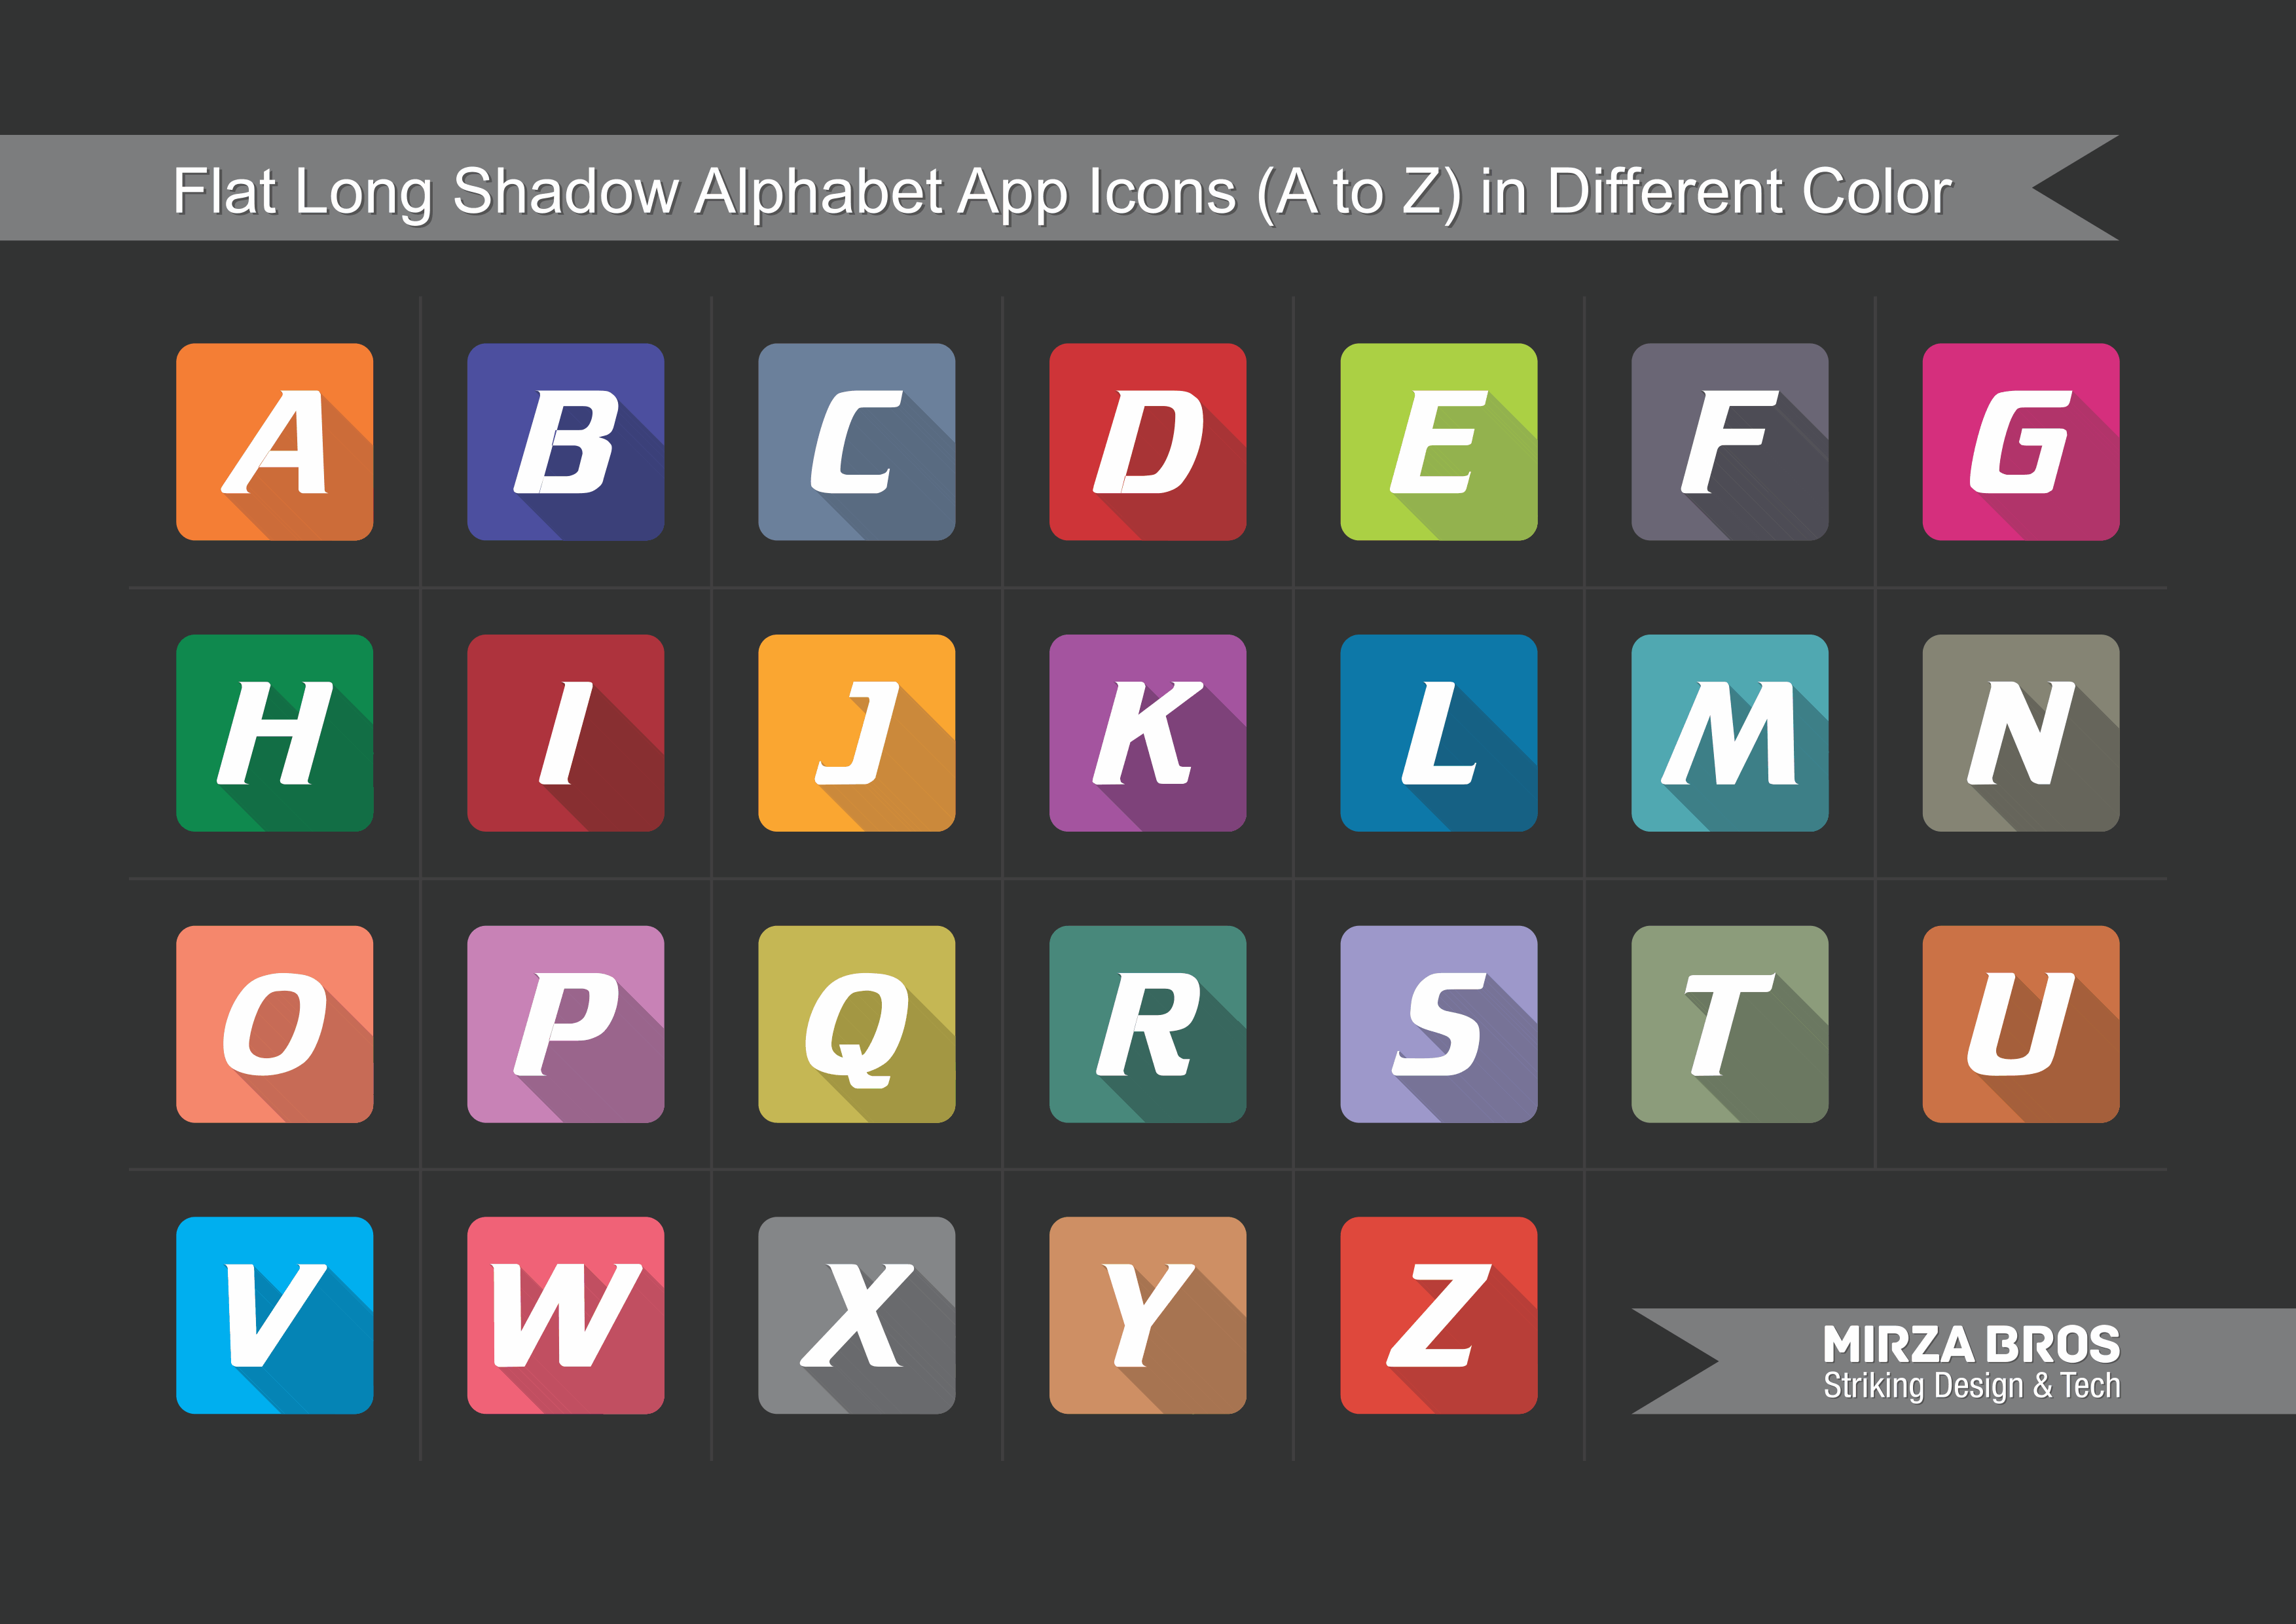 Flat Long Shadow Alphabet App Icons (A to Z) in Different Color
A B C D E F G
H I J K L M N
O P Q R S T U
V W X Y Z
MIRZA BROS
Striking Design & Tech